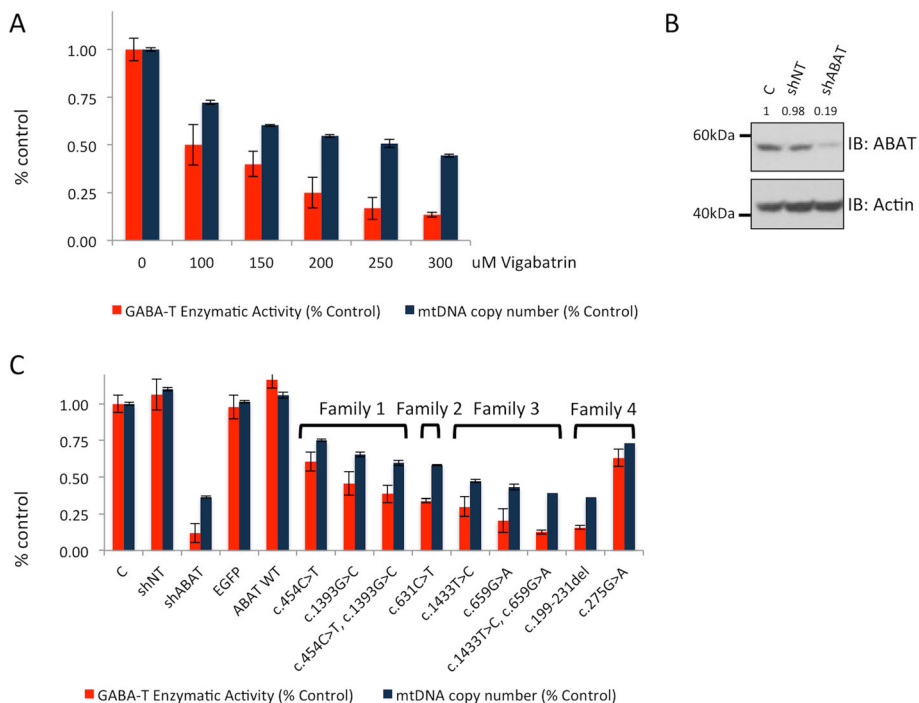 A
% control
1.00
0.75
0.50
0.25
0.00
0 100 150 200 250 300 uM Vigabatrin
GABA-T Enzymatic Activity (% Control) mtDNA copy number (% Control)
B
C shNT shABAT
1 0.98 0.19
60kDa
IB: ABAT
40kDa
IB: Actin
C
% control
1.00
0.75
0.50
0.25
0.00
Family 1 Family 2 Family 3 Family 4
C
shNT
shABAT
EGFP
ABAT WT
c.454C>T
c.1393G>C
c.454C>T, c.1393G>C
c.631C>T
c.1433T>C
c.659G>A
c.1433T>C, c.659G>A
c.199-231del
c.275G>A
GABA-T Enzymatic Activity (% Control) mtDNA copy number (% Control)